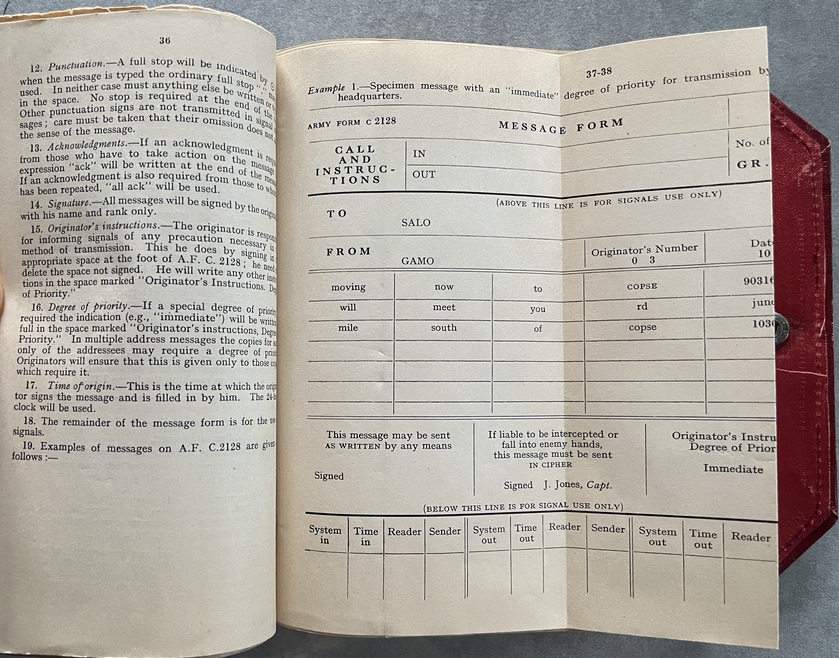 36
12. Punctuation.—A full stop will be indicated by
when the message is typed the ordinary full stop "."
used. In neither case must anything else be written or
in the space. No stop is required at the end of the
Other punctuation signs are not transmitted in signal
sages; care must be taken that their omission does not
the sense of the message.
13. Acknowledgments.—If an acknowledgment is
from those who have to take action on the message
expression "ack" will be written at the end of the
If an acknowledgment is also required from those to
has been repeated, "all ack" will be used.
14. Signature.—All messages will be signed by the
with his name and rank only.
15. Originator's instructions.—The originator is
for informing signals of any precaution necessary in
method of transmission. This he does by signing in
appropriate space at the foot of A.F. C. 2128; he need
delete the space not signed. He will write any other
tions in the space marked "Originator's Instructions.
of Priority."
16. Degree of priority.—If a special degree of priority
required the indication (e.g., "immediate") will be
full in the space marked "Originator's instructions, Degree
Priority." In multiple address messages the copies for
only of the addressees may require a degree of
Originators will ensure that this is given only to those
which require it.
17. Time of origin.—This is the time at which the
tor signs the message and is filled in by him. The 24-
clock will be used.
18. The remainder of the message form is for the
signals.
19. Examples of messages on A.F. C.2128 are given
follows:—
37-38
Example 1.—Specimen message with an "immediate" degree of priority for transmission by
headquarters.
ARMY FORM C 2128 MESSAGE FORM
CALL
AND
INSTRUC-
TIONS
IN
OUT
No. of
GR.
(ABOVE THIS LINE IS FOR SIGNALS USE ONLY)
TO
SALO
FROM
GAMO
Originator's Number
0 3
10
moving now to COPSE
will meet you rd
mile south of copse
This message may be sent
AS WRITTEN by any means
Signed
If liable to be intercepted or
fall into enemy hands,
this message must be sent
IN CIPHER
Signed J. Jones, Capt.
Originator's
Degree of
Immediate
(BELOW THIS LINE IS FOR SIGNAL USE ONLY)
System in Time in Reader Sender System out Time out Reader Sender System out Time out Reader